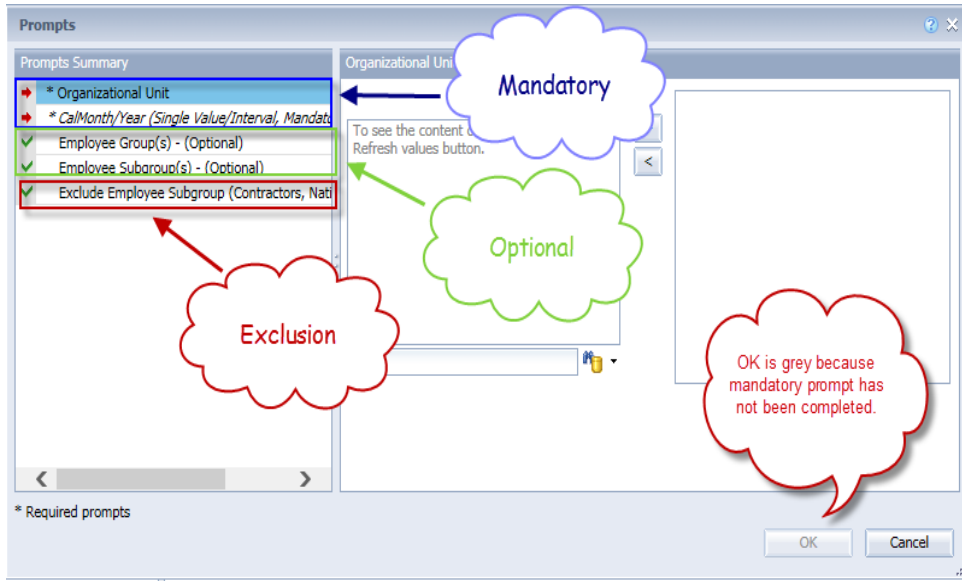 Prompts
Prompts Summary
* Organizational Unit
* CalMonth/Year (Single Value/Interval, Mandato
Employee Group(s) - (Optional)
Employee Subgroup(s) - (Optional)
Exclude Employee Subgroup (Contractors, Nati
* Required prompts
Organizational Uni
To see the content
Refresh values button.
<
Mandatory
Optional
Exclusion
OK is grey because
mandatory prompt has
not been completed.
OK
Cancel